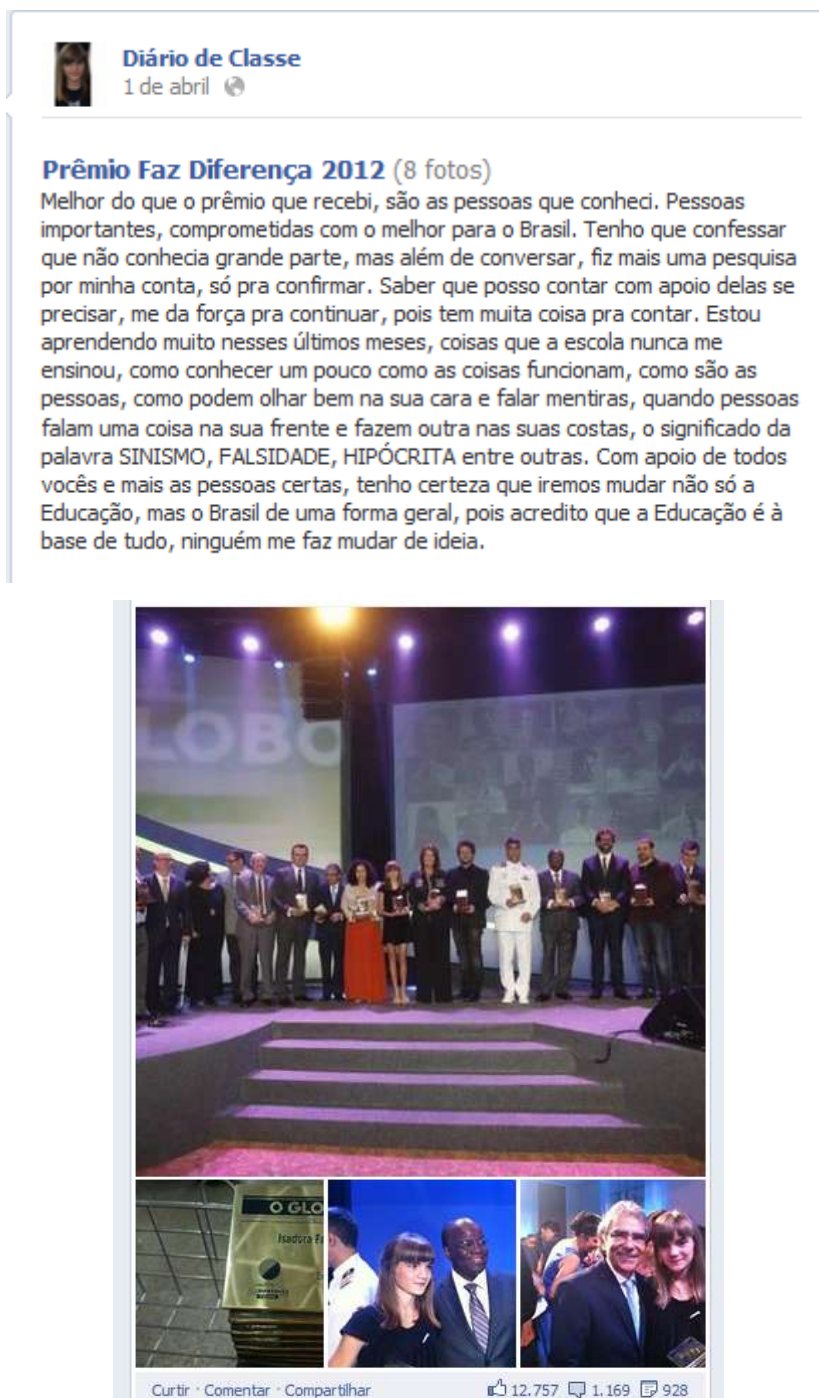 Diário de Classe
1 de abril
Prêmio Faz Diferença 2012 (8 fotos)
Melhor do que o prêmio que recebi, são as pessoas que conheci. Pessoas
importantes, comprometidas com o melhor para o Brasil. Tenho que confessar
que não conhecia grande parte, mas além de conversar, fiz mais uma pesquisa
por minha conta, só pra confirmar. Saber que posso contar com apoio delas se
precisar, me da força pra continuar, pois tem muita coisa pra contar. Estou
aprendendo muito nesses últimos meses, coisas que a escola nunca me
ensinou, como conhecer um pouco como as coisas funcionam, como são as
pessoas, como podem olhar bem na sua cara e falar mentiras, quando pessoas
falam uma coisa na sua frente e fazem outra nas suas costas, o significado da
palavra SINISMO, FALSIDADE, HIPÓCRITA entre outras. Com apoio de todos
vocês e mais as pessoas certas, tenho certeza que iremos mudar não só a
Educação, mas o Brasil de uma forma geral, pois acredito que a Educação é à
base de tudo, ninguém me faz mudar de ideia.
LOBO
O GLO
Isadora F
Curtir · Comentar · Compartilhar 12.757 1.169 928